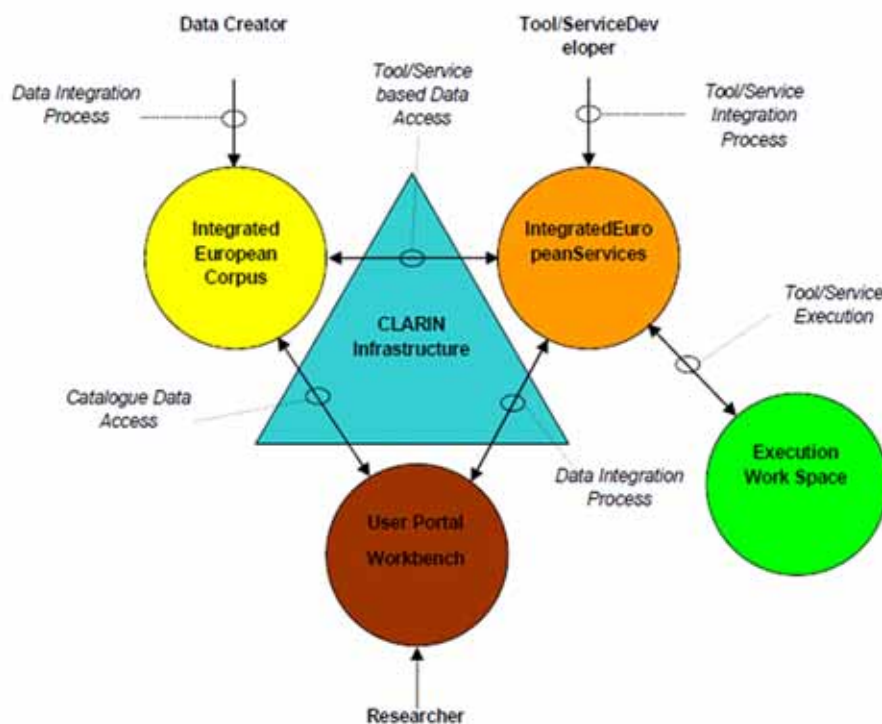 Data Creator
Tool/ServiceDev
eloper
Data Integration
Process
Tool/Service
based Data
Access
Tool/Service
Integration
Process
Integrated
European
Corpus
IntegratedEuro
peanServices
CLARIN
Infrastructure
Tool/Service
Execution
Catalogue Data
Access
Data Integration
Process
Execution
Work Space
User Portal
Workbench
Researcher